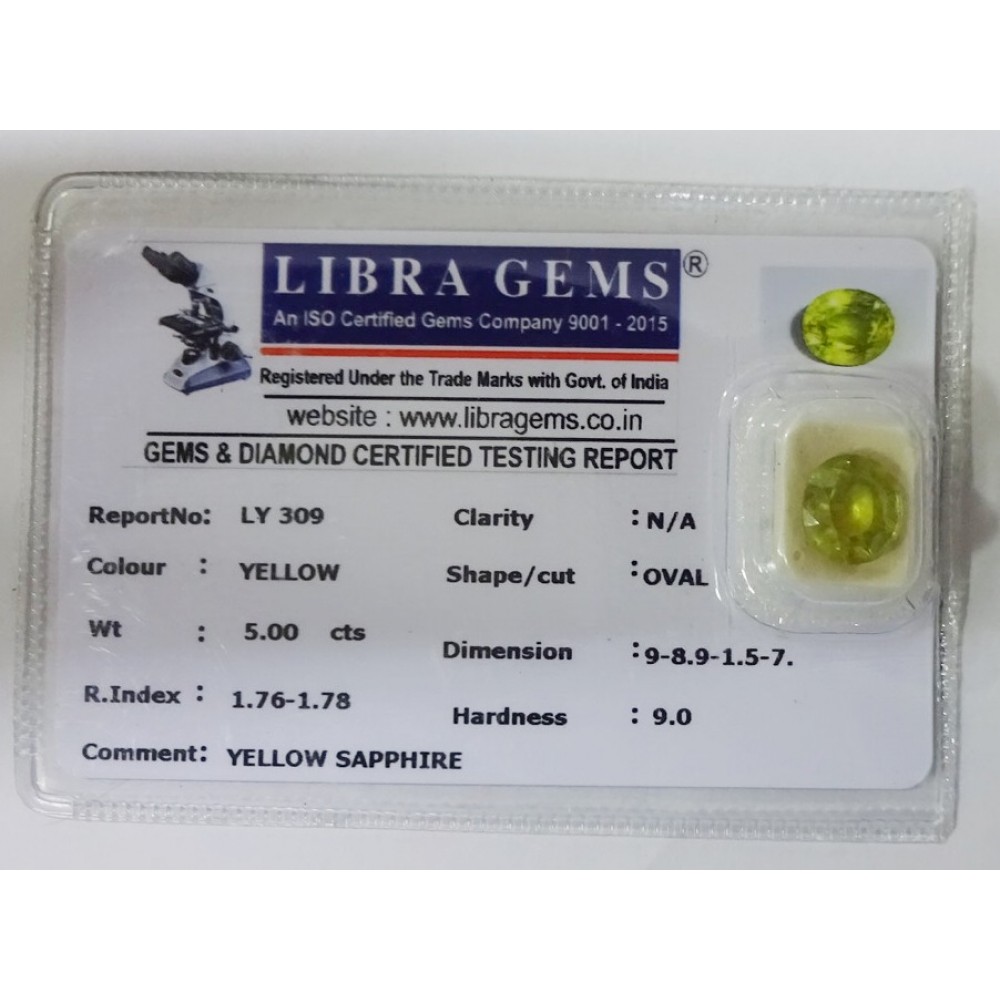 LIBRA GEMS ®
An ISO Certified Gems Company 9001 - 2015
Registered Under the Trade Marks with Govt. of India
website : www.libragems.co.in
GEMS & DIAMOND CERTIFIED TESTING REPORT
ReportNo: LY 309 Clarity : N/A
Colour : YELLOW Shape/cut : OVAL
Wt : 5.00 cts Dimension : 9-8.9-1.5-7.
R.Index : 1.76-1.78 Hardness : 9.0
Comment: YELLOW SAPPHIRE